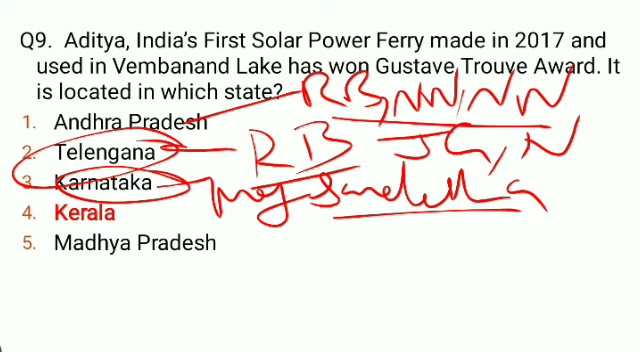 Q9. Aditya, India's First Solar Power Ferry made in 2017 and
used in Vembanand Lake has won Gustave Trouve Award. It
is located in which state?
1. Andhra Pradesh
2. Telengana
3. Karnataka
4. Kerala
5. Madhya Pradesh